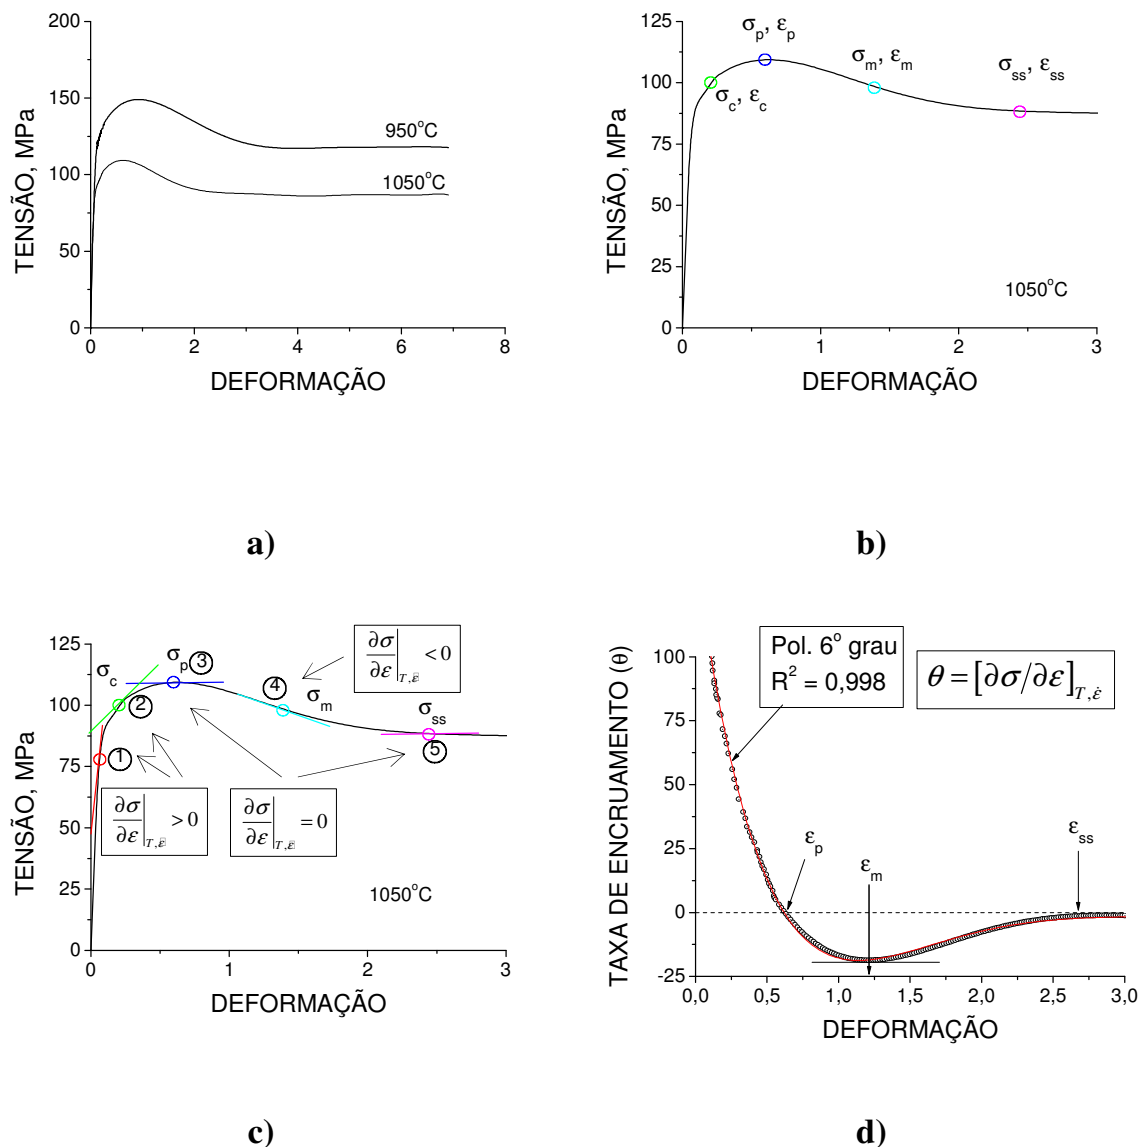 200
150
100
50
0
TENSÃO, MPa
950°C
1050°C
0 2 4 6 8
DEFORMAÇÃO
a)
125
100
75
50
25
0
TENSÃO, MPa
σp, εp
σm, εm
σss, εss
σc, εc
1050°C
0 1 2 3
DEFORMAÇÃO
b)
125
100
75
50
25
0
TENSÃO, MPa
σc
σp 3
∂σ/∂ε|T,ε̇ < 0
4
σm
2
σss
1
5
∂σ/∂ε|T,ε̇ > 0
∂σ/∂ε|T,ε̇ = 0
1050°C
0 1 2 3
DEFORMAÇÃO
c)
100
75
50
25
0
-25
TAXA DE ENCRUAMENTO (θ)
Pol. 6° grau
R² = 0,998
θ = [∂σ/∂ε]T,ε̇
εp
εm
εss
0,0 0,5 1,0 1,5 2,0 2,5 3,0
DEFORMAÇÃO
d)